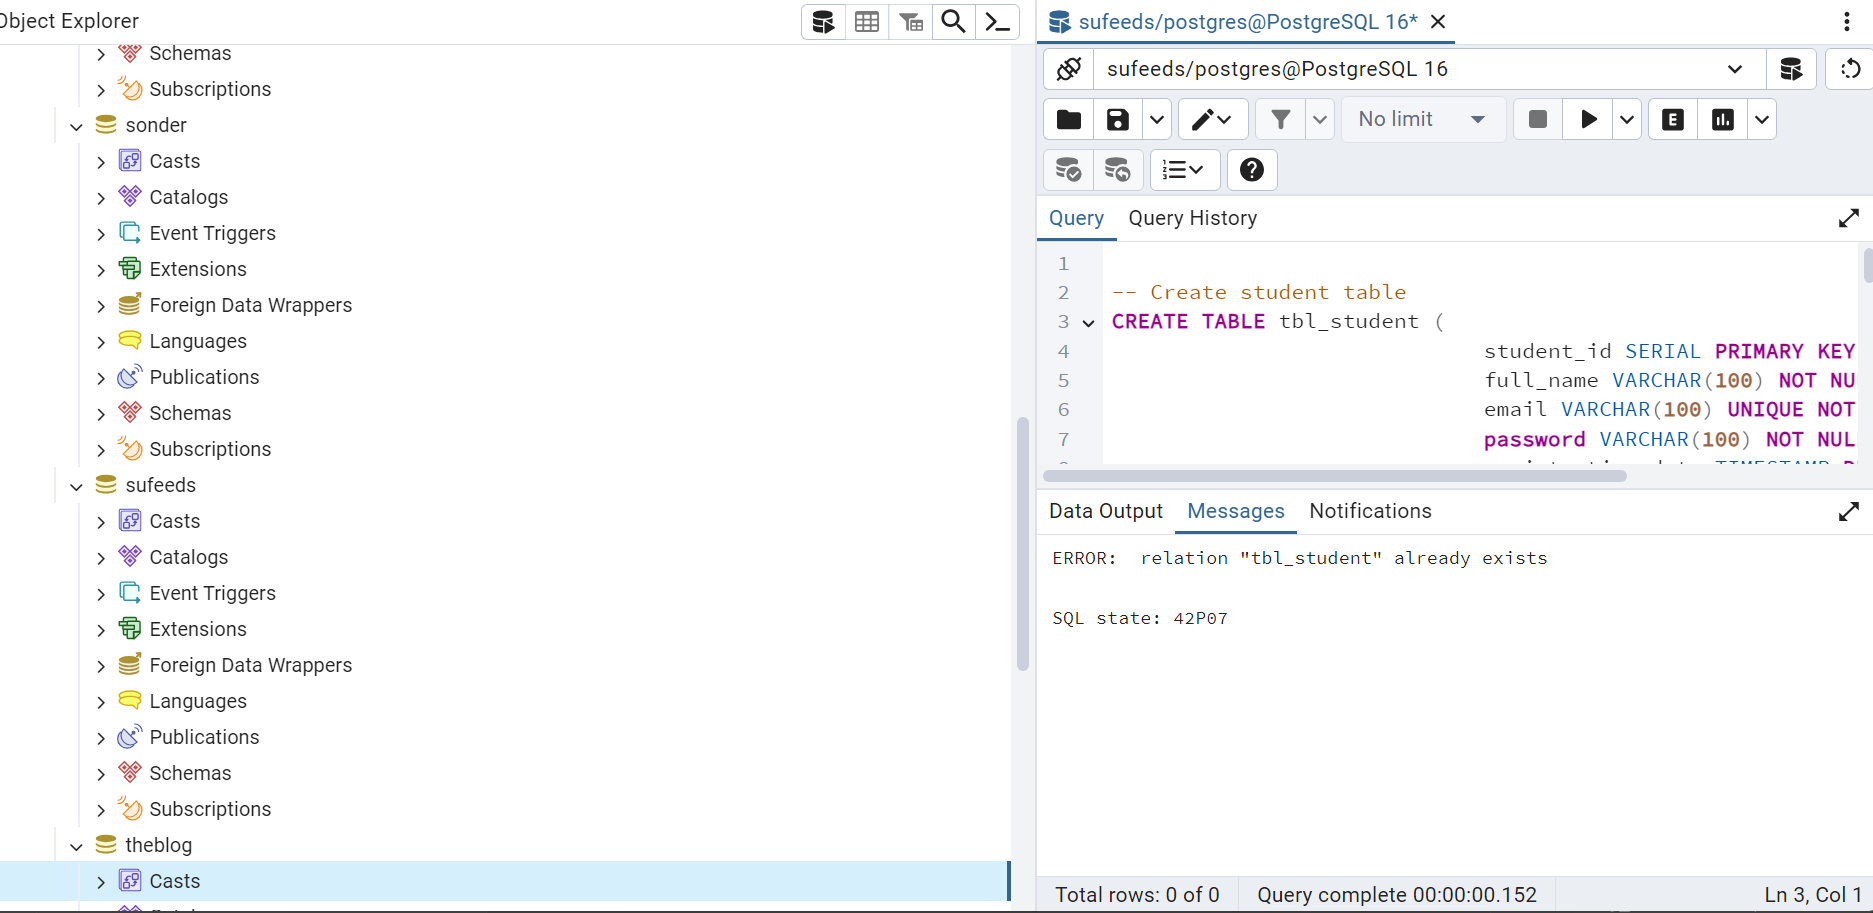 Object Explorer
Schemas
Subscriptions
sonder
Casts
Catalogs
Event Triggers
Extensions
Foreign Data Wrappers
Languages
Publications
Schemas
Subscriptions
sufeeds
Casts
Catalogs
Event Triggers
Extensions
Foreign Data Wrappers
Languages
Publications
Schemas
Subscriptions
theblog
Casts
sufeeds/postgres@PostgreSQL 16*
sufeeds/postgres@PostgreSQL 16
No limit
E
Query Query History
1
2 -- Create student table
3 CREATE TABLE tbl_student (
4 student_id SERIAL PRIMARY KEY
5 full_name VARCHAR(100) NOT NU
6 email VARCHAR(100) UNIQUE NOT
7 password VARCHAR(100) NOT NUL
Data Output Messages Notifications
ERROR: relation "tbl_student" already exists
SQL state: 42P07
Total rows: 0 of 0 Query complete 00:00:00.152 Ln 3, Col 1